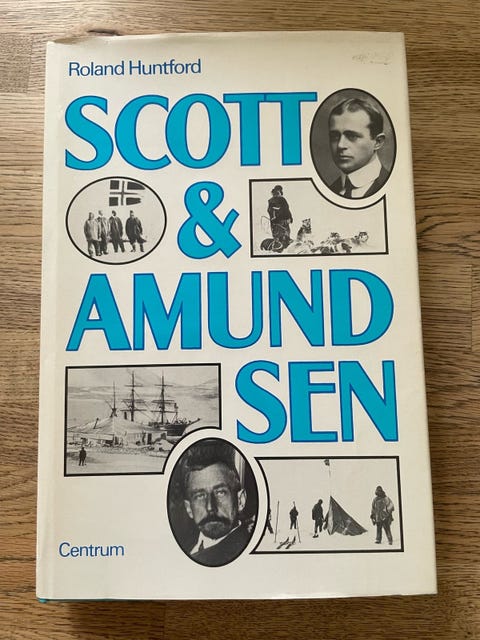 Roland Huntford
SCOTT
&
AMUND
SEN
Centrum